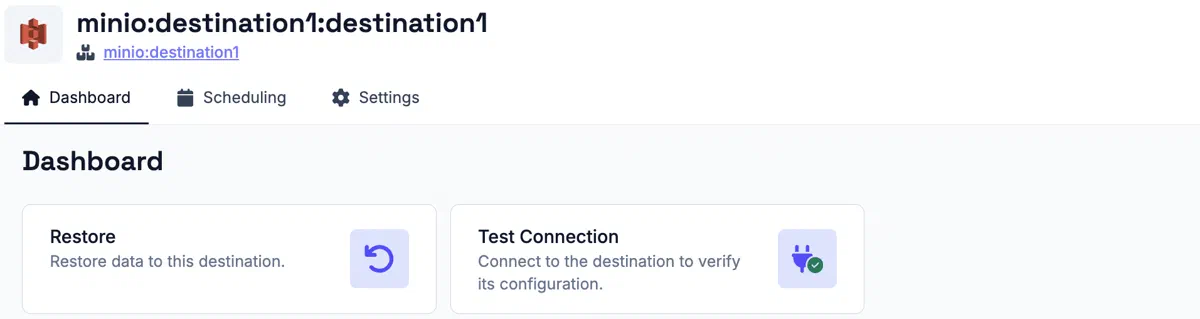 minio:destination1:destination1
minio:destination1
Dashboard
Scheduling
Settings
Dashboard
Restore
Restore data to this destination.
Test Connection
Connect to the destination to verify
its configuration.